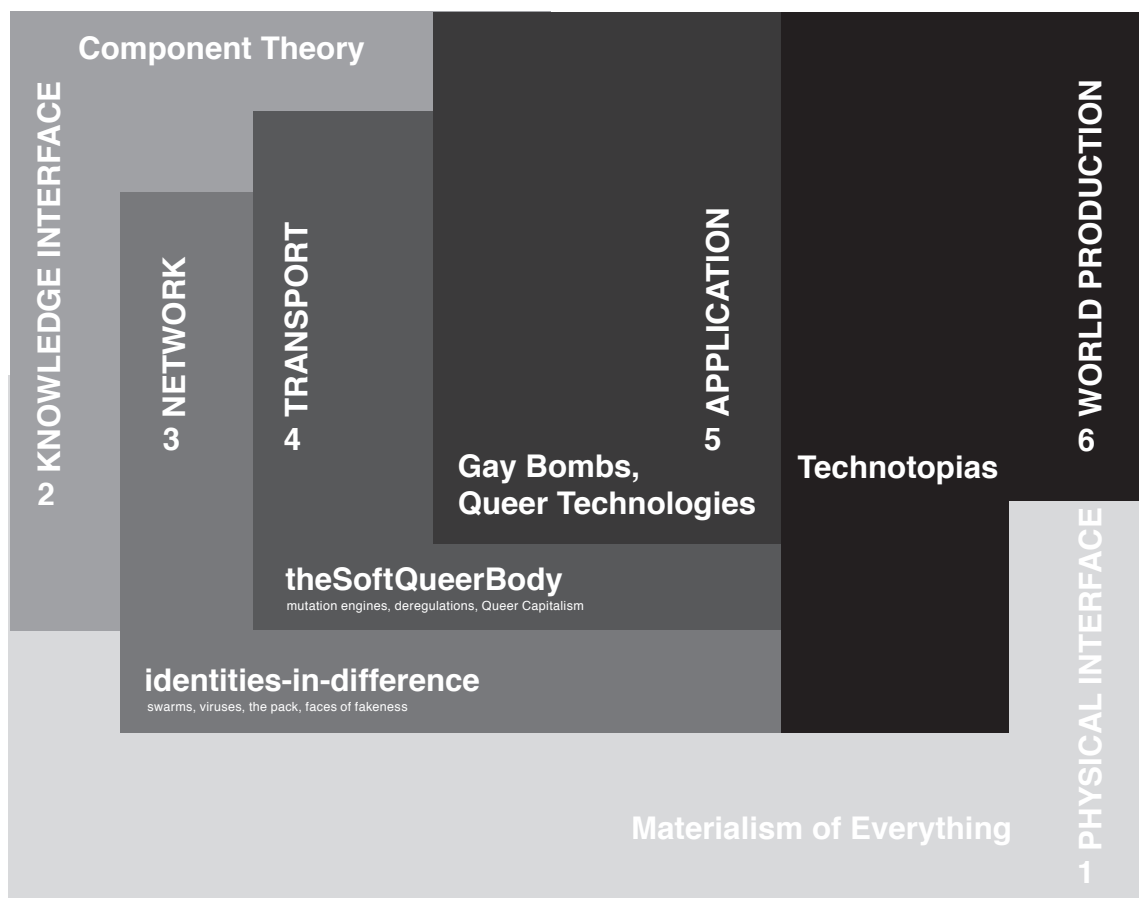 Component Theory
2 KNOWLEDGE INTERFACE
3 NETWORK
4 TRANSPORT
5 APPLICATION
6 WORLD PRODUCTION
Gay Bombs,
Queer Technologies
Technotopias
theSoftQueerBody
mutation engines, deregulations, Queer Capitalism
identities-in-difference
swarms, viruses, the pack, faces of fakeness
Materialism of Everything
1 PHYSICAL INTERFACE